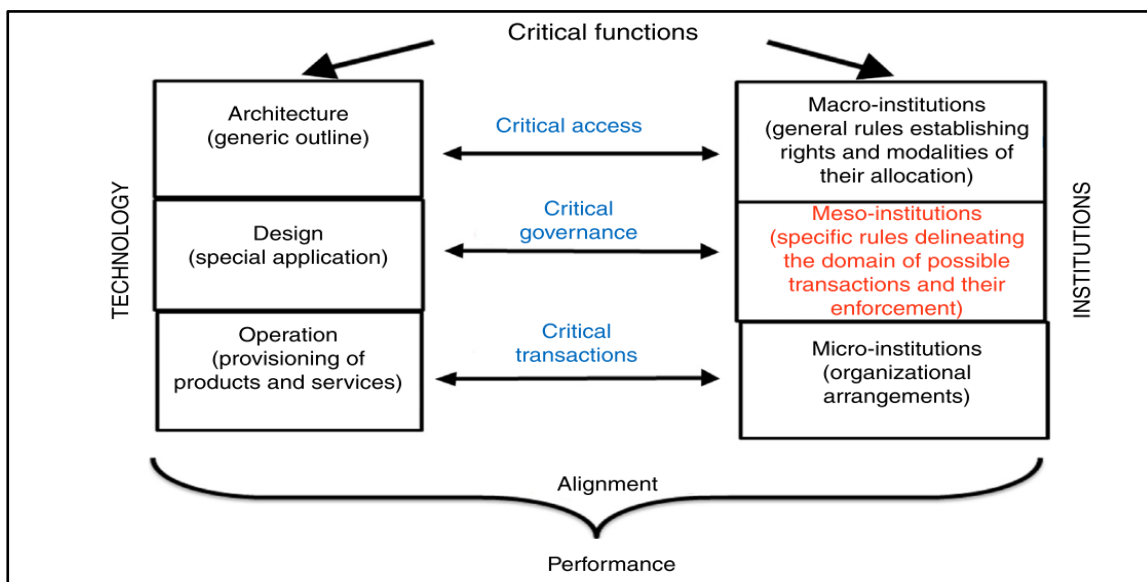 Critical functions
TECHNOLOGY
Architecture
(generic outline)
Critical access
Macro-institutions
(general rules establishing
rights and modalities of
their allocation)
Design
(special application)
Critical
governance
Meso-institutions
(specific rules delineating
the domain of possible
transactions and their
enforcement)
Operation
(provisioning of
products and services)
Critical
transactions
Micro-institutions
(organizational
arrangements)
INSTITUTIONS
Alignment
Performance